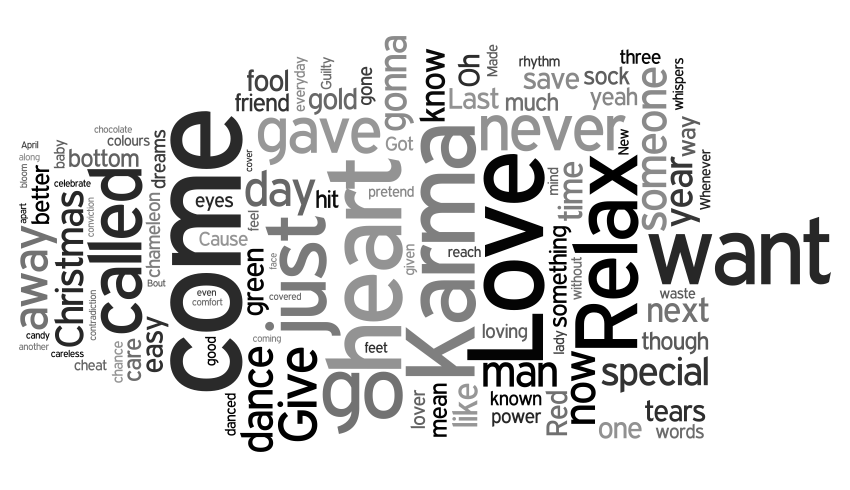 April
along
bloom
apart
away
candy
another
better
baby
bottom
celebrate
Christmas
careless
chocolate
colours
conviction
contradiction
called
cheat
dreams
chameleon
Bout
easy
chance
care
come
eyes
Cause
even
comfort
good
danced
fool
friend
everyday
Guilty
gold
gone
gonna
cover
gave
Got
day
feel
hit
green
face
covered
just
coming
dance
Give
go
heart
feet
pretend
given
Karma
reach
know
Oh
Made
Last
much
rhythm
save
sock
yeah
three
someone
whispers
never
New
Love
mind
time
something
without
lady
loving
Relax
year
way
Whenever
want
waste
next
though
special
man
now
lover
mean
like
known
power
Red
one
tears
words